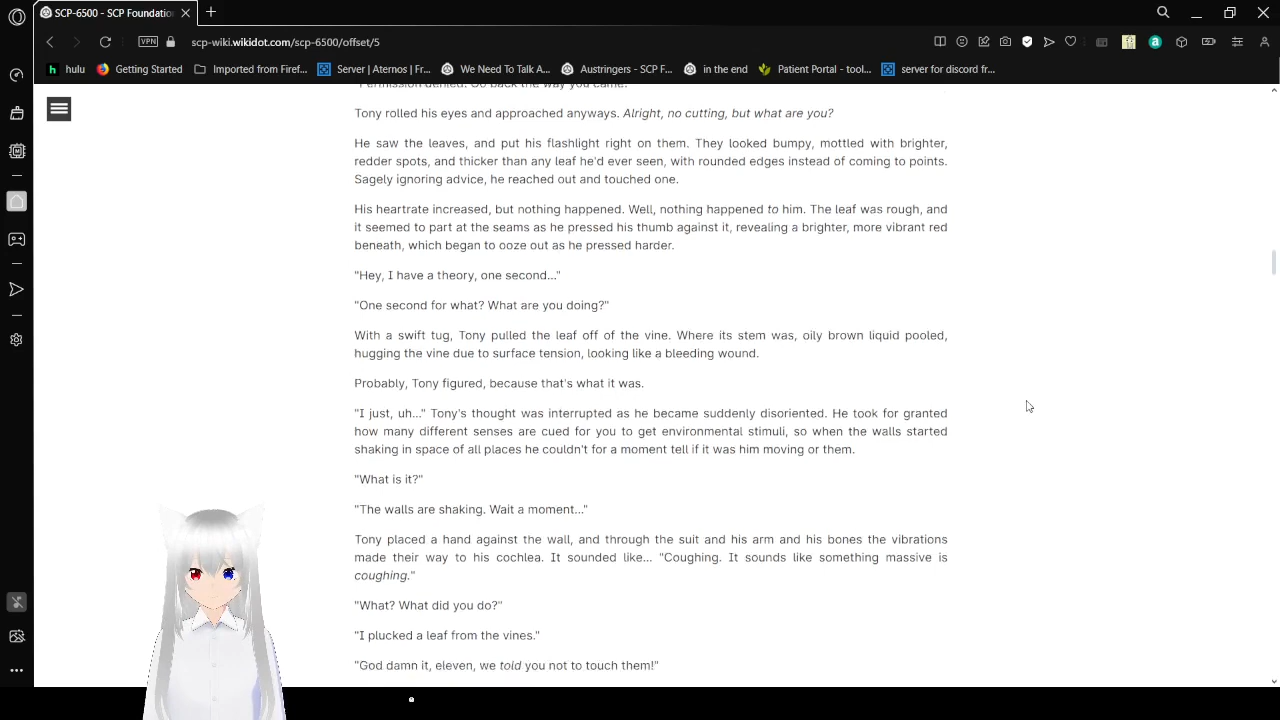 SCP-6500 - SCP Foundatio
VPN
scp-wiki.wikidot.com/scp-6500/offset/5
hulu
Getting Started
Imported from Firef...
Server | Aternos | Fr...
We Need To Talk A...
Austringers - SCP F...
in the end
Patient Portal - tool...
server for discord fr...
"Permission denied. Go back the way you came."
Tony rolled his eyes and approached anyways. Alright, no cutting, but what are you?
He saw the leaves, and put his flashlight right on them. They looked bumpy, mottled with brighter,
redder spots, and thicker than any leaf he'd ever seen, with rounded edges instead of coming to points.
Sagely ignoring advice, he reached out and touched one.
His heartrate increased, but nothing happened. Well, nothing happened to him. The leaf was rough, and
it seemed to part at the seams as he pressed his thumb against it, revealing a brighter, more vibrant red
beneath, which began to ooze out as he pressed harder.
"Hey, I have a theory, one second..."
"One second for what? What are you doing?"
With a swift tug, Tony pulled the leaf off of the vine. Where its stem was, oily brown liquid pooled,
hugging the vine due to surface tension, looking like a bleeding wound.
Probably, Tony figured, because that's what it was.
"I just, uh..." Tony's thought was interrupted as he became suddenly disoriented. He took for granted
how many different senses are cued for you to get environmental stimuli, so when the walls started
shaking in space of all places he couldn't for a moment tell if it was him moving or them.
"What is it?"
"The walls are shaking. Wait a moment..."
Tony placed a hand against the wall, and through the suit and his arm and his bones the vibrations
made their way to his cochlea. It sounded like... "Coughing. It sounds like something massive is
coughing."
"What? What did you do?"
"I plucked a leaf from the vines."
"God damn it, eleven, we told you not to touch them!"